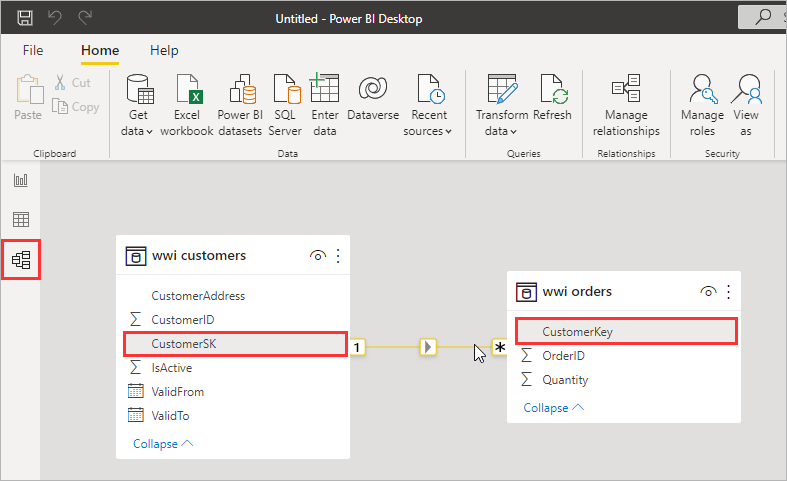 Untitled - Power BI Desktop
File Home Help
Paste
Cut
Copy
Clipboard
Get data
Excel workbook
Power BI datasets
SQL Server
Enter data
Dataverse
Recent sources
Data
Transform data
Refresh
Queries
Manage relationships
Relationships
Manage roles
View as
Security
wwi customers
CustomerAddress
∑ CustomerID
CustomerSK
∑ IsActive
ValidFrom
ValidTo
Collapse
1
*
wwi orders
CustomerKey
∑ OrderID
∑ Quantity
Collapse